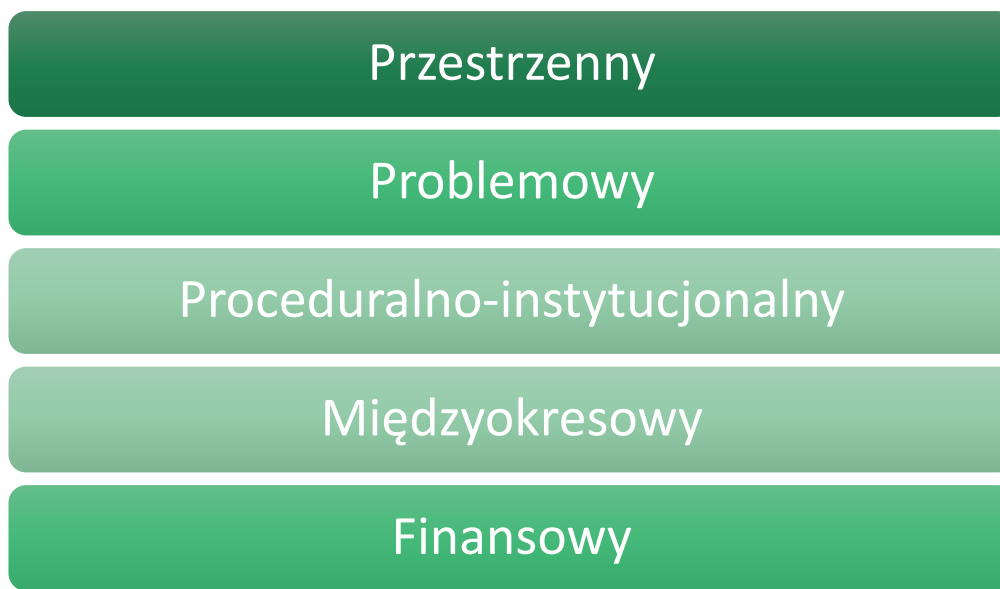 Przestrzenny
Problemowy
Proceduralno-instytucjonalny
Międzyokresowy
Finansowy